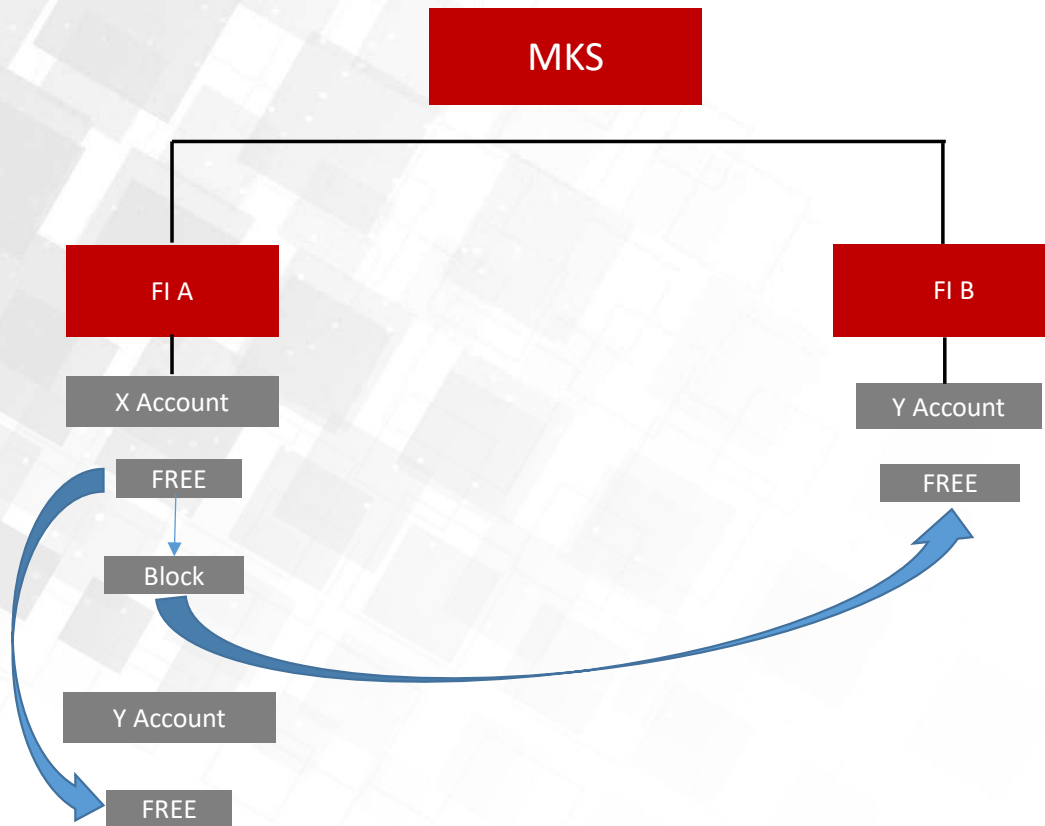 MKS
FI A
FI B
X Account
Y Account
FREE
FREE
Block
Y Account
FREE